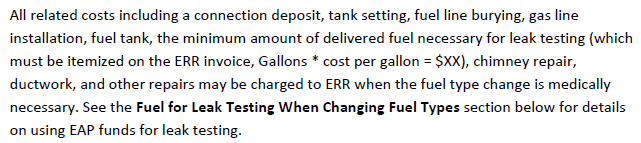 All related costs including a connection deposit, tank setting, fuel line burying, gas line
installation, fuel tank, the minimum amount of delivered fuel necessary for leak testing (which
must be itemized on the ERR invoice, Gallons * cost per gallon = $XX), chimney repair,
ductwork, and other repairs may be charged to ERR when the fuel type change is medically
necessary. See the Fuel for Leak Testing When Changing Fuel Types section below for details
on using EAP funds for leak testing.